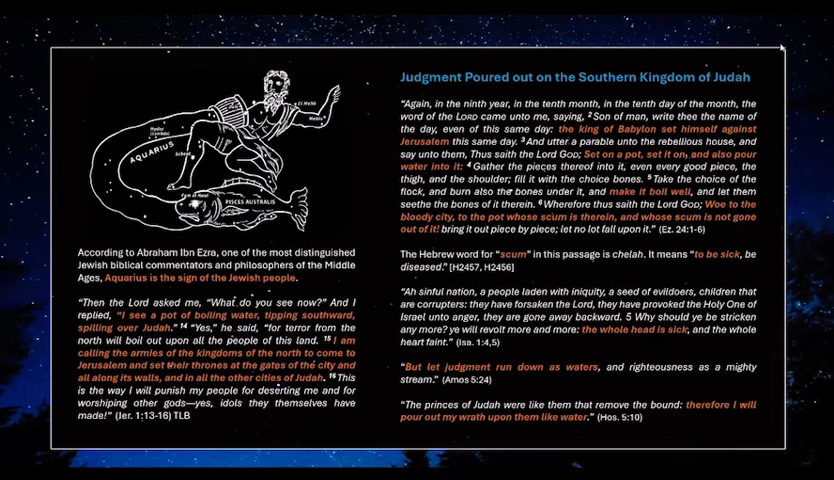 El Melik
Hydor
AQUARIUS
PISCES AUSTRALIS
According to Abraham Ibn Ezra, one of the most distinguished
Jewish biblical commentators and philosophers of the Middle
Ages, Aquarius is the sign of the Jewish people.
“Then the Lord asked me, “What do you see now?” And I
replied, “I see a pot of boiling water, tipping southward,
spilling over Judah.” 14 “Yes,” he said, “for terror from the
north will boil out upon all the people of this land. 15 I am
calling the armies of the kingdoms of the north to come to
Jerusalem and set their thrones at the gates of the city and
all along its walls, and in all the other cities of Judah. 16 This
is the way I will punish my people for deserting me and for
worshiping other gods—yes, idols they themselves have
made!” (Jer. 1:13-16) TLB
Judgment Poured out on the Southern Kingdom of Judah
“Again, in the ninth year, in the tenth month, in the tenth day of the month, the
word of the LORD came unto me, saying, 2 Son of man, write thee the name of
the day, even of this same day: the king of Babylon set himself against
Jerusalem this same day. 3 And utter a parable unto the rebellious house, and
say unto them, Thus saith the Lord GOD; Set on a pot, set it on, and also pour
water into it: 4 Gather the pieces thereof into it, even every good piece, the
thigh, and the shoulder; fill it with the choice bones. 5 Take the choice of the
flock, and burn also the bones under it, and make it boil well, and let them
seethe the bones of it therein. 6 Wherefore thus saith the Lord GOD; Woe to the
bloody city, to the pot whose scum is therein, and whose scum is not gone
out of it! bring it out piece by piece; let no lot fall upon it.” (Ez. 24:1-6)
The Hebrew word for “scum” in this passage is chelah. It means “to be sick, be
diseased.” [H2457, H2456]
“Ah sinful nation, a people laden with iniquity, a seed of evildoers, children that
are corrupters: they have forsaken the Lord, they have provoked the Holy One of
Israel unto anger, they are gone away backward. 5 Why should ye be stricken
any more? ye will revolt more and more: the whole head is sick, and the whole
heart faint.” (Isa. 1:4,5)
“But let judgment run down as waters, and righteousness as a mighty
stream.” (Amos 5:24)
“The princes of Judah were like them that remove the bound: therefore I will
pour out my wrath upon them like water.” (Hos. 5:10)